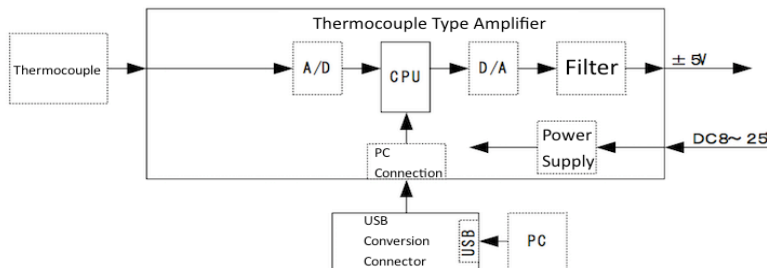 Thermocouple Type Amplifier
Thermocouple
A/D
CPU
D/A
Filter
±5V
PC
Connection
Power
Supply
DC8~25
USB
Conversion
Connector
USB
PC